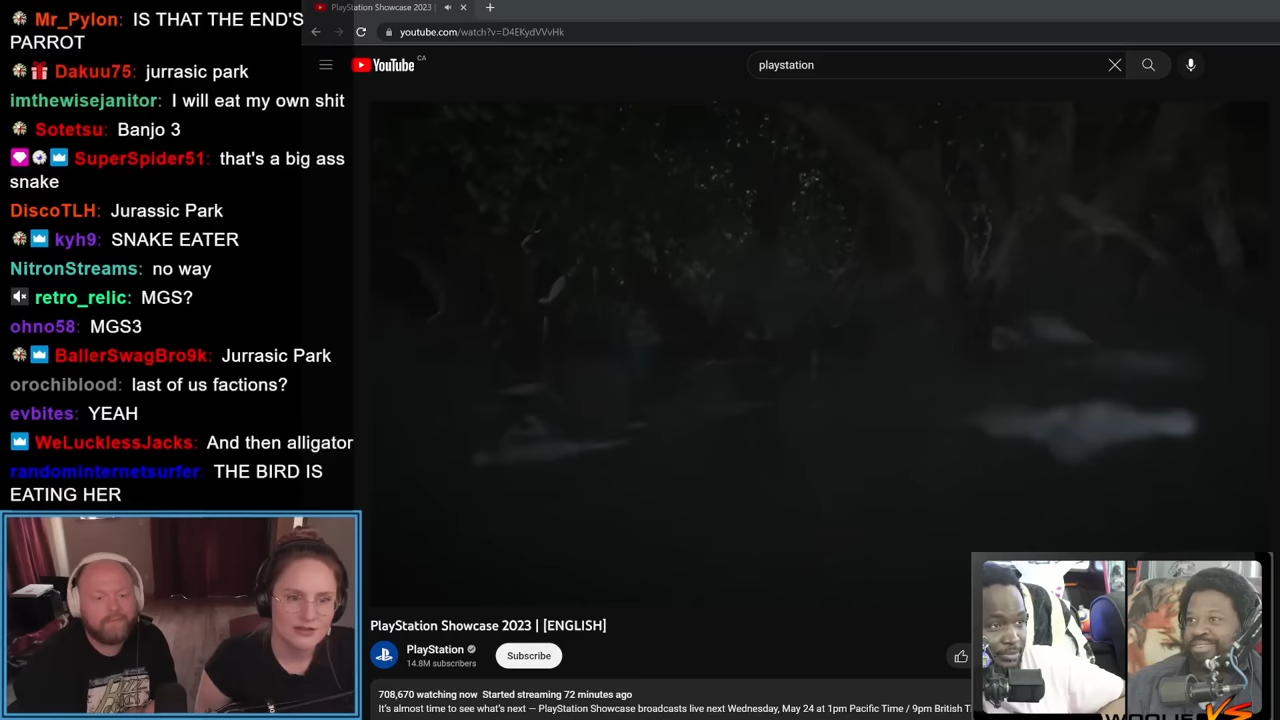 Mr_Pylon: IS THAT THE END'S
PARROT
Dakuu75: jurrasic park
imthewisejanitor: I will eat my own shit
Sotetsu: Banjo 3
SuperSpider51: that's a big ass
snake
DiscoTLH: Jurassic Park
kyh9: SNAKE EATER
NitronStreams: no way
retro_relic: MGS?
ohno58: MGS3
BallerSwagBro9k: Jurrasic Park
orochiblood: last of us factions?
evbites: YEAH
WeLucklessJacks: And then alligator
randominternetsurfer: THE BIRD IS
EATING HER
PlayStation Showcase 2023 |
youtube.com/watch?v=D4EKydVVvHk
YouTube CA
playstation
PlayStation Showcase 2023 | [ENGLISH]
PlayStation
14.8M subscribers
Subscribe
708,670 watching now Started streaming 72 minutes ago
It's almost time to see what's next — PlayStation Showcase broadcasts live next Wednesday, May 24 at 1pm Pacific Time / 9pm British T
VS